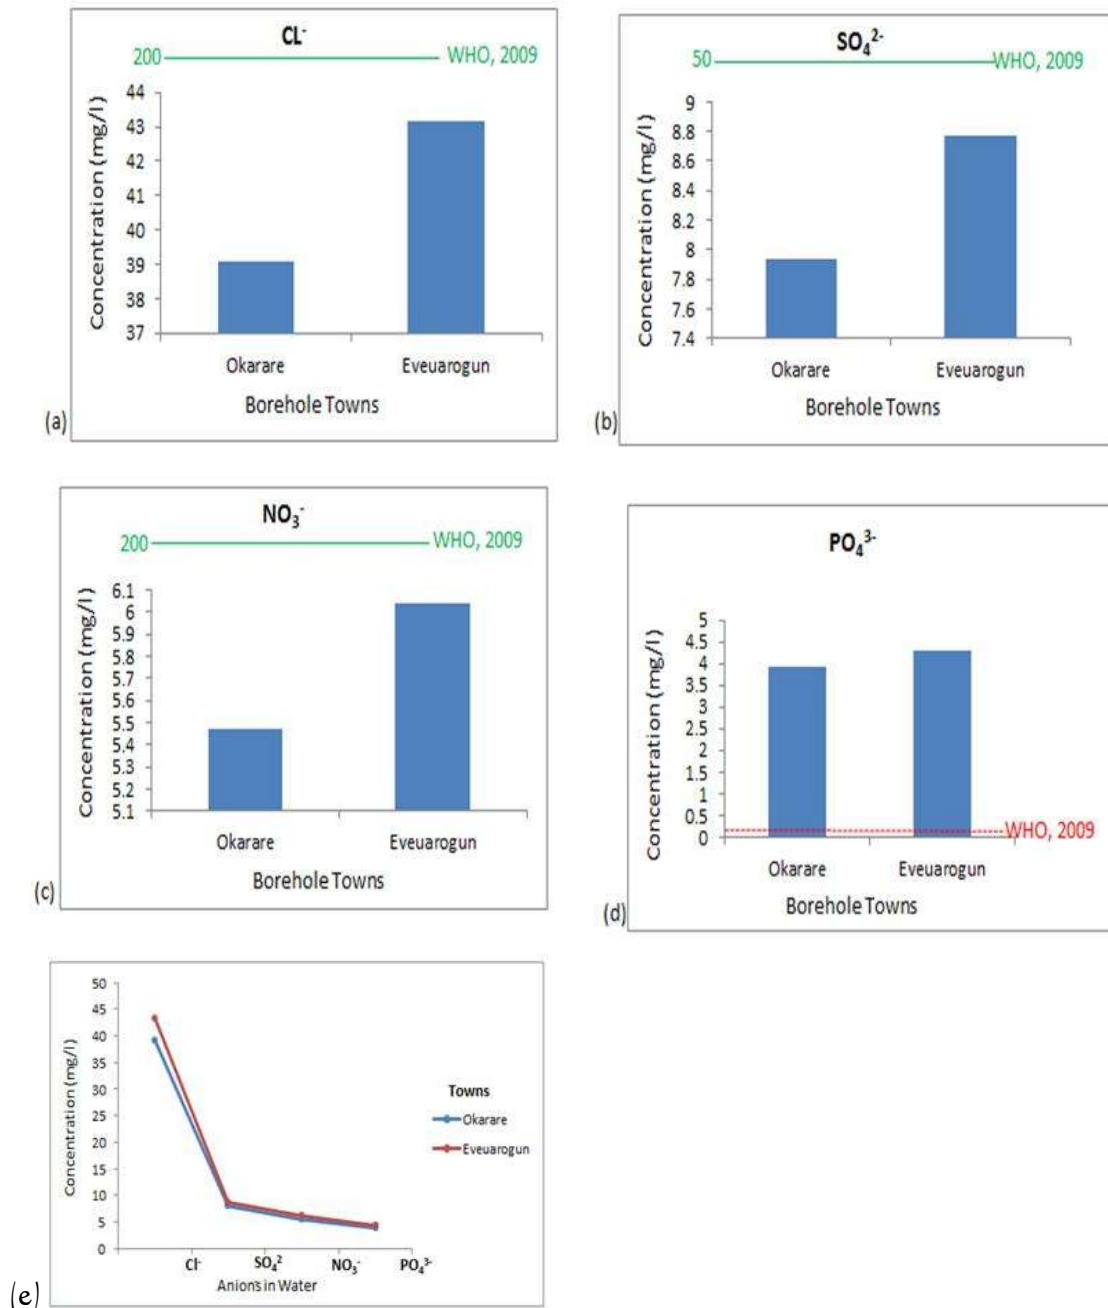 CL⁻
200 WHO, 2009
Concentration (mg/l)
44
43
42
41
40
39
38
37
Okarare Eveuarogun
Borehole Towns
(a)
SO₄²⁻
50 WHO, 2009
Concentration (mg/l)
9
8.8
8.6
8.4
8.2
8
7.8
7.6
7.4
Okarare Eveuarogun
Borehole Towns
(b)
NO₃⁻
200 WHO, 2009
Concentration (mg/l)
6.1
6
5.9
5.8
5.7
5.6
5.5
5.4
5.3
5.2
5.1
Okarare Eveuarogun
Borehole Towns
(c)
PO₄³⁻
Concentration (mg/l)
5
4.5
4
3.5
3
2.5
2
1.5
1
0.5
0
WHO, 2009
Okarare Eveuarogun
Borehole Towns
(d)
Concentration (mg/l)
50
45
40
35
30
25
20
15
10
5
0
Cl⁻ SO₄² NO₃⁻ PO₄³⁻
Anions in Water
Towns
Okarare
Eveuarogun
(e)